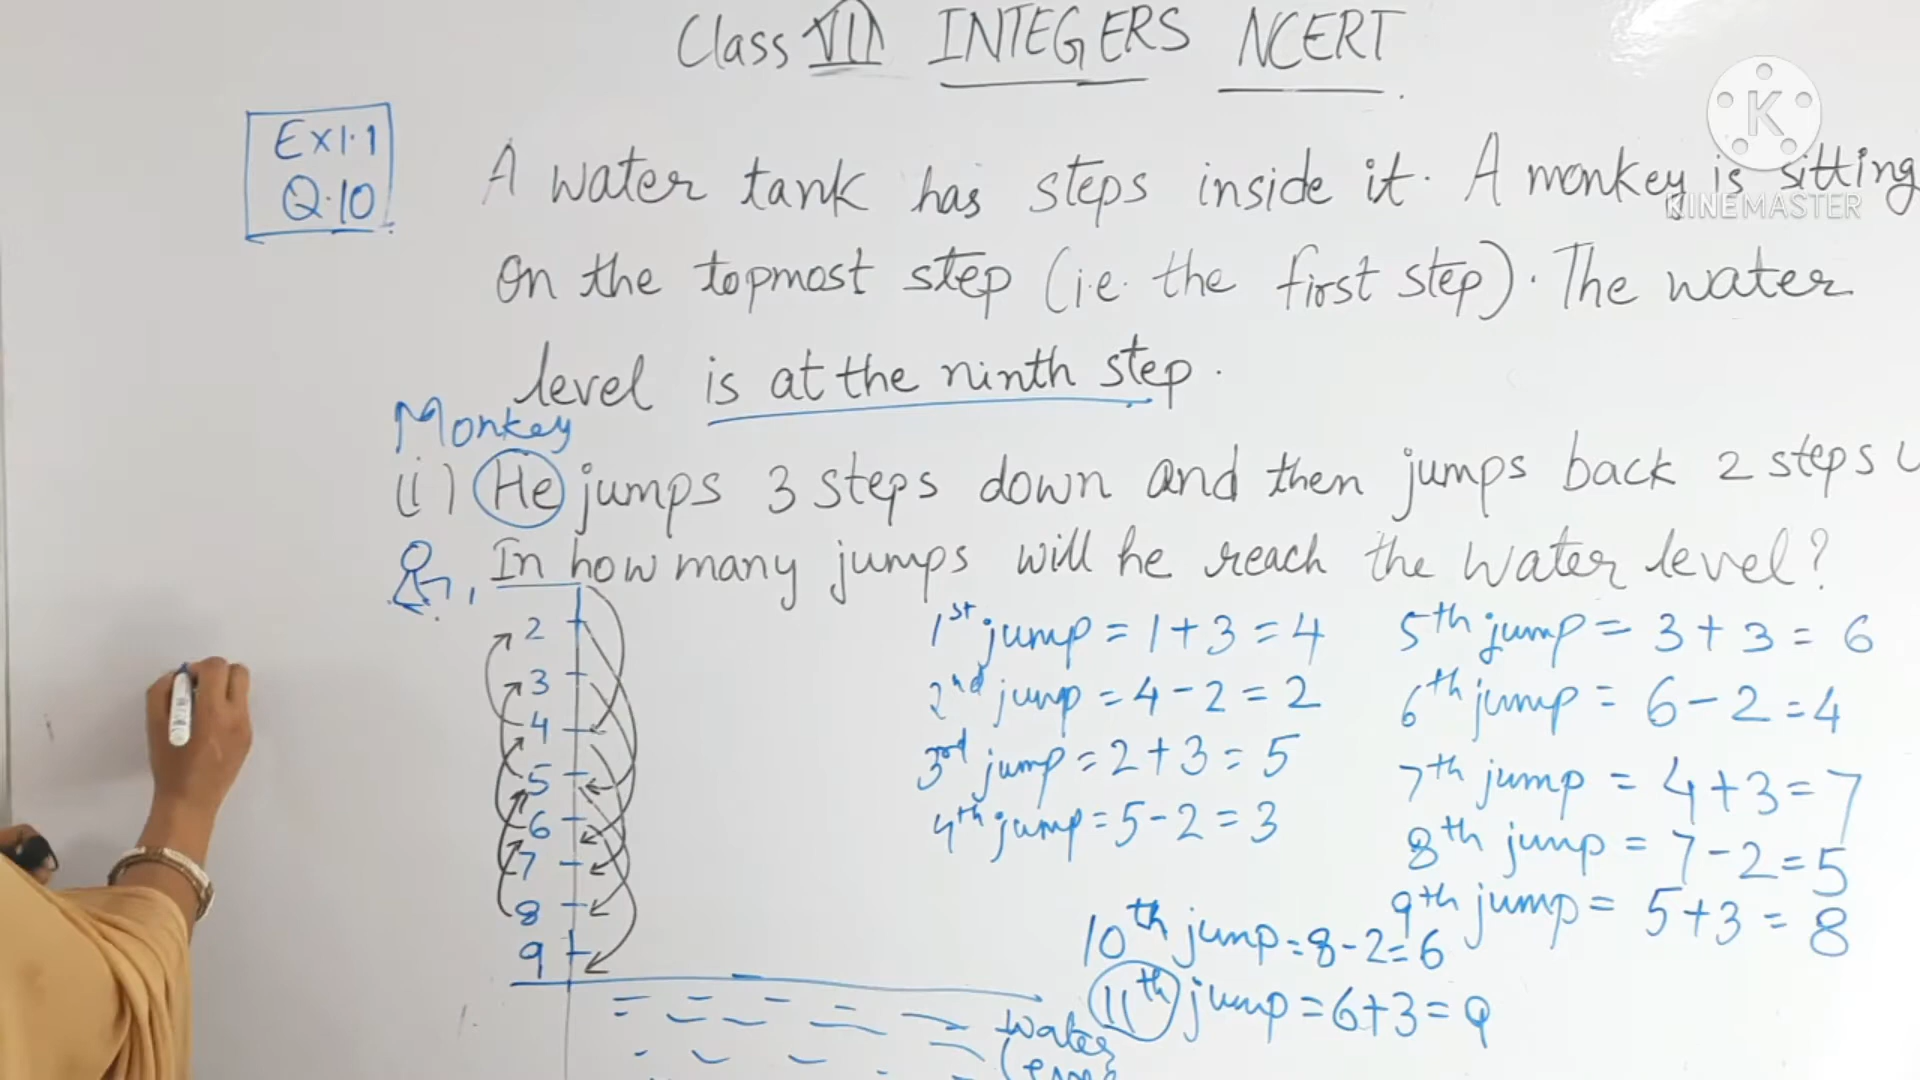 Class VII INTEGERS NCERT
Ex1.1
Q.10
A water tank has steps inside it. A monkey is sitting
on the topmost step (i.e. the first step). The water
level is at the ninth step.
Monkey
(i) He jumps 3 steps down and then jumps back 2 steps
In how many jumps will he reach the water level?
1
2
3
4
5
6
7
8
9
1st jump = 1 + 3 = 4
2nd jump = 4 - 2 = 2
3rd jump = 2 + 3 = 5
4th jump = 5 - 2 = 3
5th jump = 3 + 3 = 6
6th jump = 6 - 2 = 4
7th jump = 4 + 3 = 7
8th jump = 7 - 2 = 5
9th jump = 5 + 3 = 8
10th jump = 8 - 2 = 6
11th jump = 6 + 3 = 9
water
K
KINEMASTER